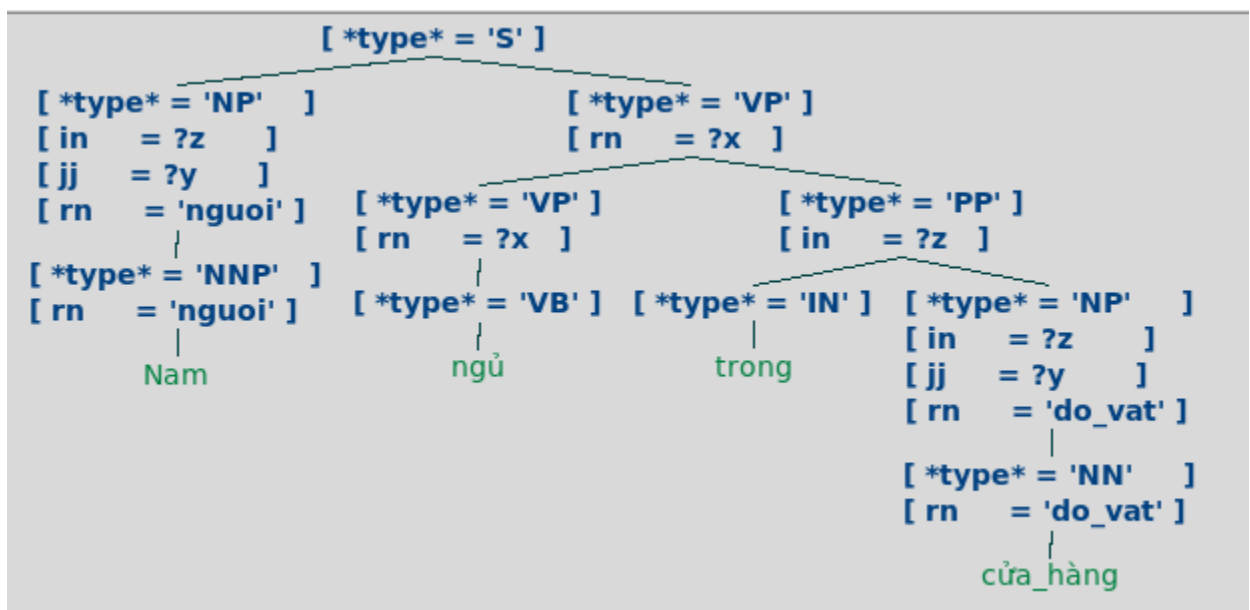 [ *type* = 'S' ]
[ *type* = 'NP' ]
[ in = ?z ]
[ jj = ?y ]
[ rn = 'nguoi' ]
[ *type* = 'VP' ]
[ rn = ?x ]
[ *type* = 'VP' ]
[ rn = ?x ]
[ *type* = 'PP' ]
[ in = ?z ]
[ *type* = 'NNP' ]
[ rn = 'nguoi' ]
[ *type* = 'VB' ]
[ *type* = 'IN' ]
[ *type* = 'NP' ]
[ in = ?z ]
[ jj = ?y ]
[ rn = 'do_vat' ]
Nam
ngủ
trong
[ *type* = 'NN' ]
[ rn = 'do_vat' ]
cửa_hàng